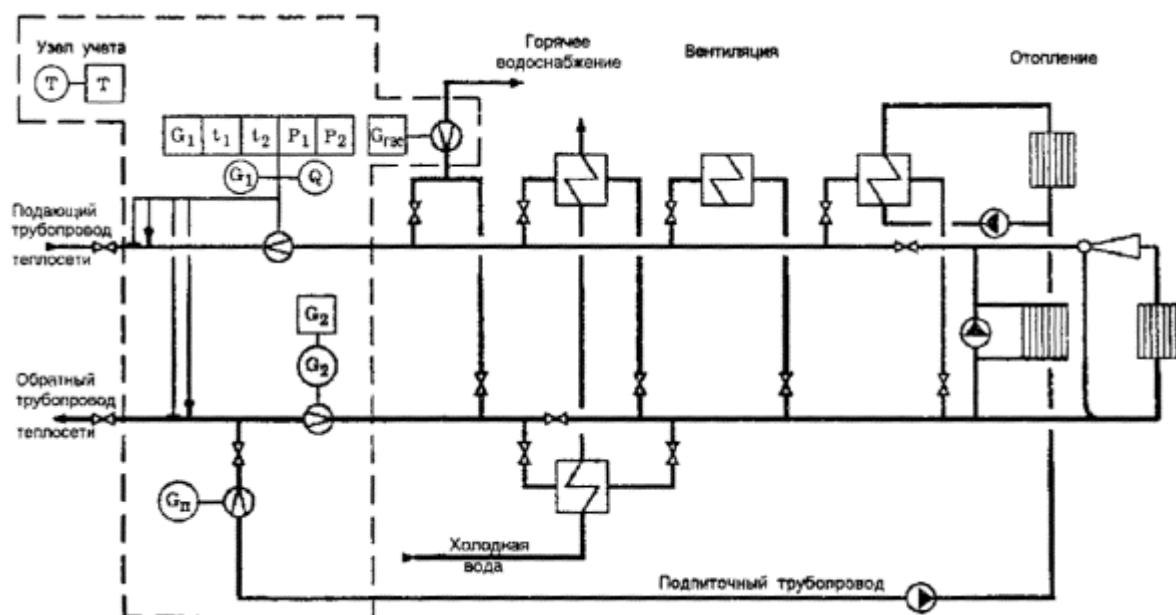 Узел учета
T T
Горячее
водоснабжение
Вентиляция
Отопление
G₁ t₁ t₂ P₁ P₂
Gгвс
G₁ Q
Подающий
трубопровод
теплосети
G₂
G₂
Обратный
трубопровод
теплосети
Gп
Холодная
вода
Подпиточный трубопровод